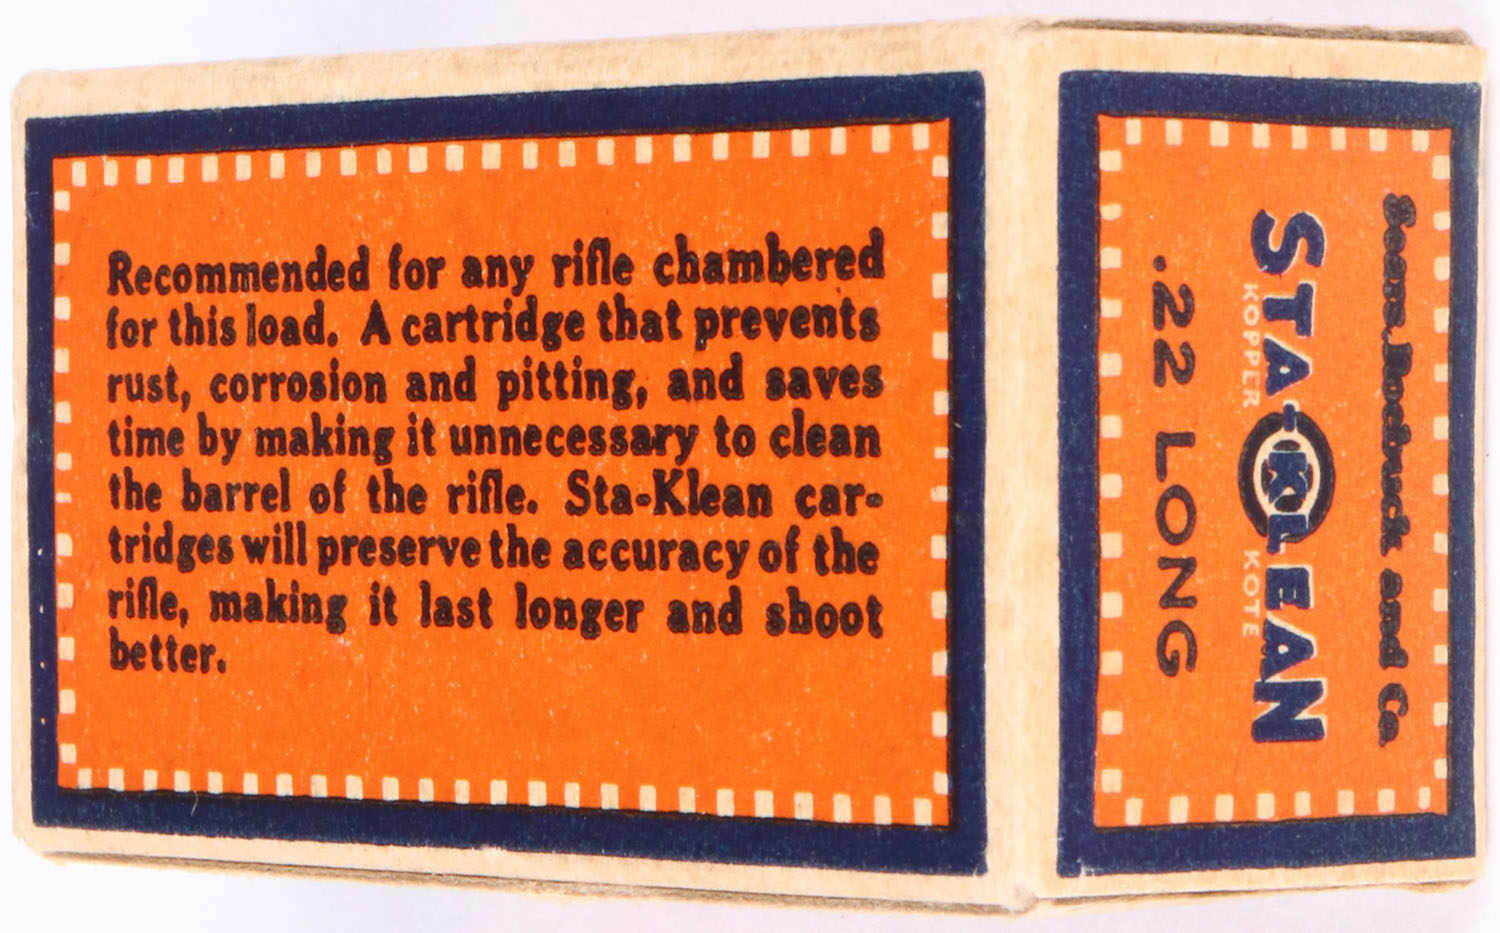 Recommended for any rifle chambered
for this load. A cartridge that prevents
rust, corrosion and pitting, and saves
time by making it unnecessary to clean
the barrel of the rifle. Sta-Klean car-
tridges will preserve the accuracy of the
rifle, making it last longer and shoot
better.
Sears, Roebuck and Co.
STA-KLEAN
KOPPER KOTE
.22 LONG